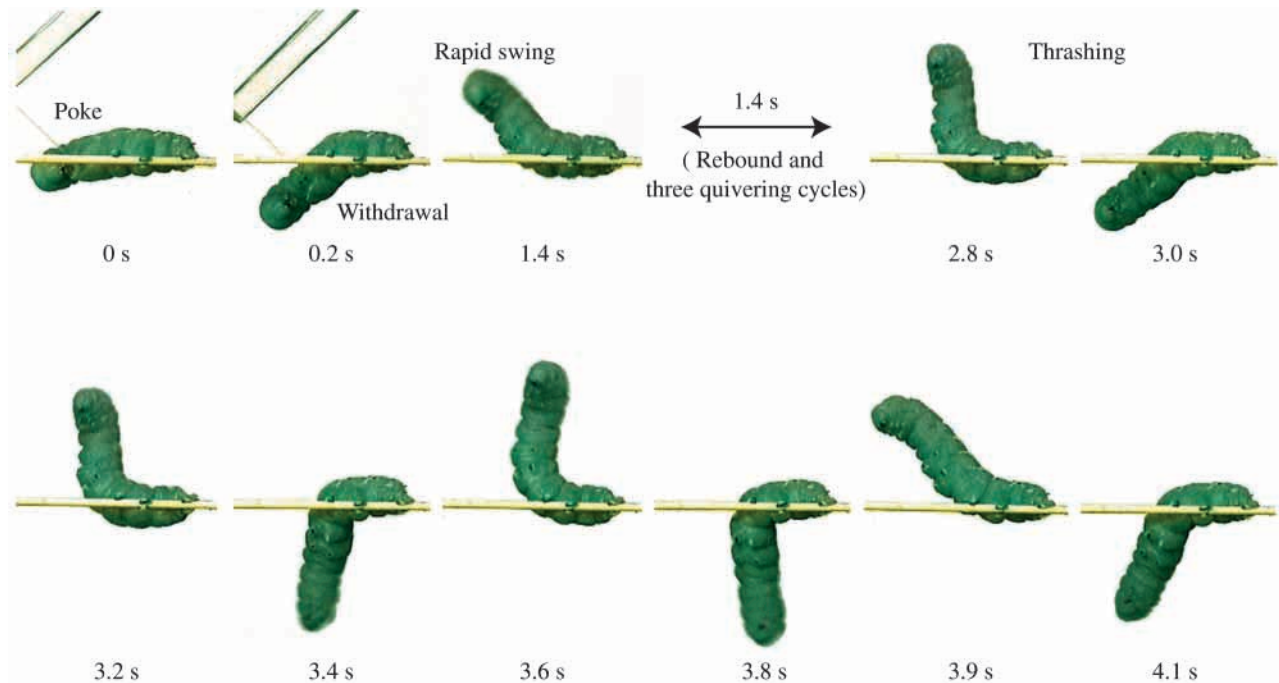 Rapid swing
Thrashing
Poke
1.4 s
( Rebound and
three quivering cycles)
Withdrawal
0 s
0.2 s
1.4 s
2.8 s
3.0 s
3.2 s
3.4 s
3.6 s
3.8 s
3.9 s
4.1 s